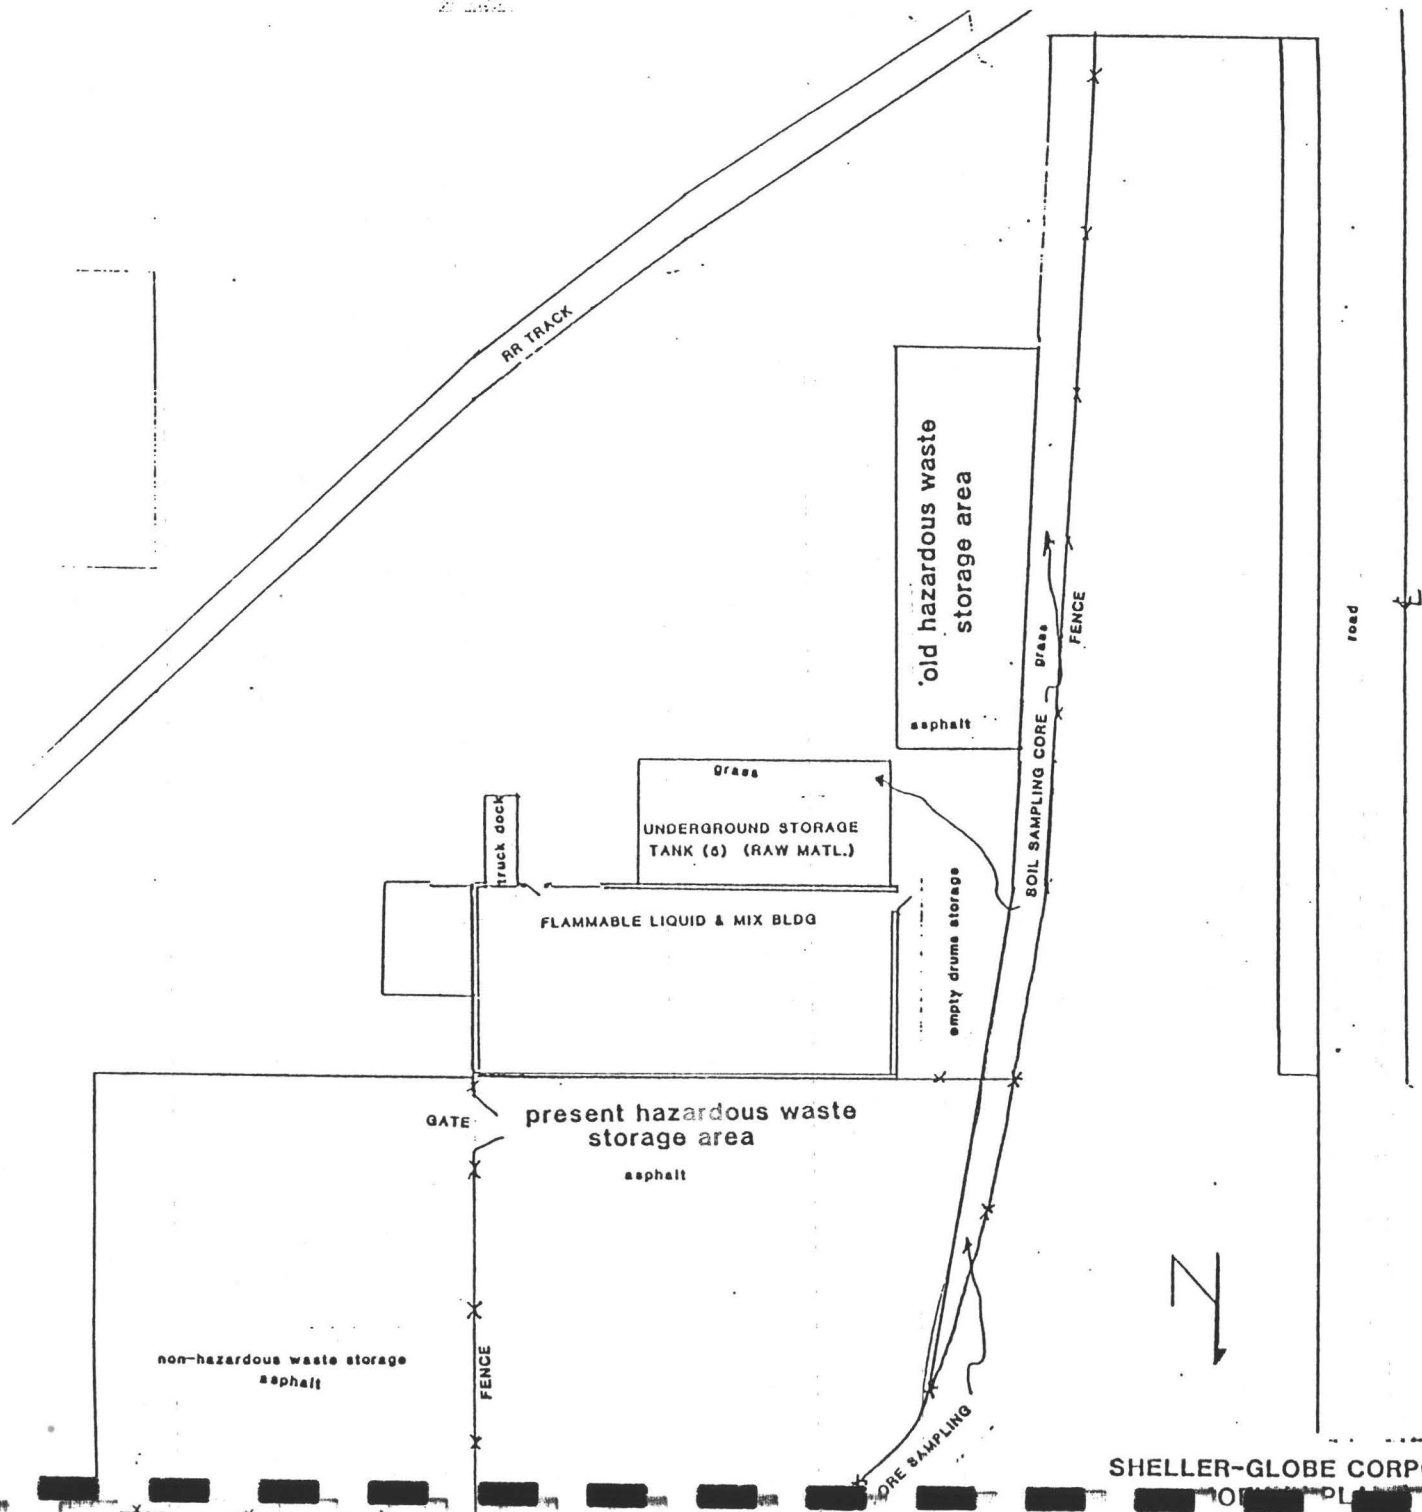 RR TRACK
old hazardous waste
storage area
asphalt
grass
FENCE
road
SOIL SAMPLING CORE
grass
UNDERGROUND STORAGE
TANK (6) (RAW MATL.)
truck dock
FLAMMABLE LIQUID & MIX BLDG
empty drums storage
GATE
present hazardous waste
storage area
asphalt
N
non-hazardous waste storage
asphalt
FENCE
ORE SAMPLING
SHELLER-GLOBE CORP